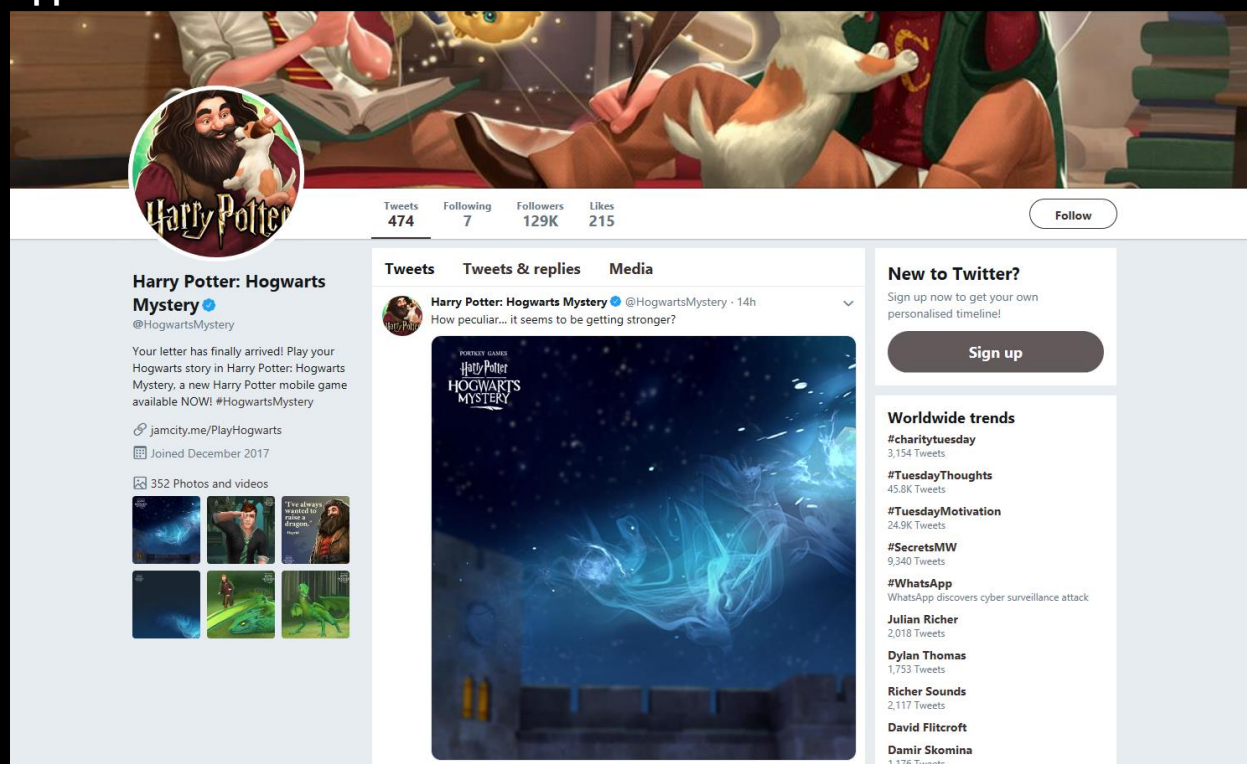 Harry Potter
Tweets Following Followers Likes
474 7 129K 215
Follow
Harry Potter: Hogwarts
Mystery
@HogwartsMystery
Your letter has finally arrived! Play your
Hogwarts story in Harry Potter: Hogwarts
Mystery, a new Harry Potter mobile game
available NOW! #HogwartsMystery
jamcity.me/PlayHogwarts
Joined December 2017
352 Photos and videos
"I've always
wanted to
raise a
dragon."
Tweets Tweets & replies Media
Harry Potter: Hogwarts Mystery @HogwartsMystery · 14h
How peculiar... it seems to be getting stronger?
PORTKEY GAMES
Harry Potter
HOGWARTS
MYSTERY
New to Twitter?
Sign up now to get your own
personalised timeline!
Sign up
Worldwide trends
#charitytuesday
3,154 Tweets
#TuesdayThoughts
45.8K Tweets
#TuesdayMotivation
24.9K Tweets
#SecretsMW
9,340 Tweets
#WhatsApp
WhatsApp discovers cyber surveillance attack
Julian Richer
2,018 Tweets
Dylan Thomas
1,753 Tweets
Richer Sounds
2,117 Tweets
David Flitcroft
Damir Skomina
1,176 Tweets